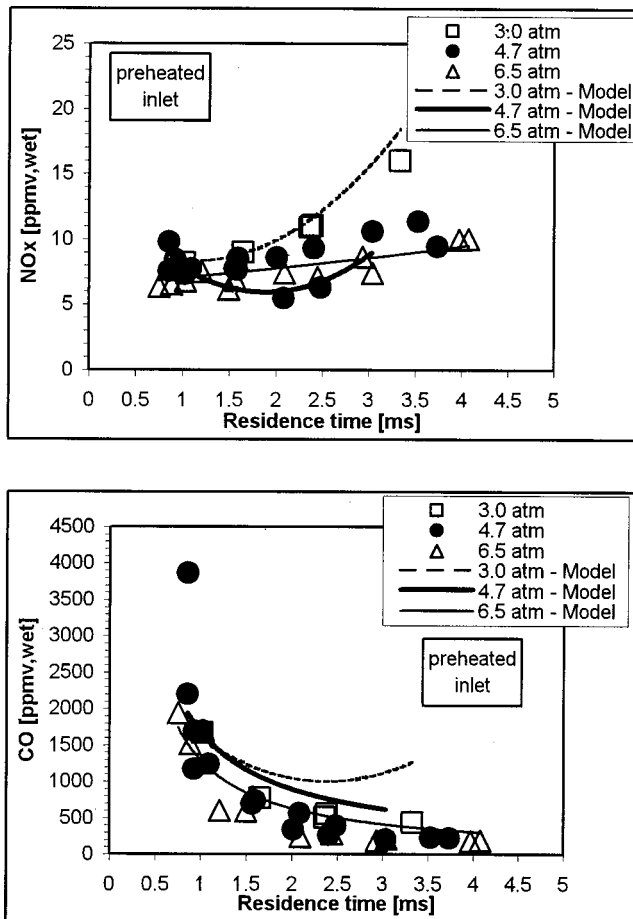 3.0 atm
4.7 atm
6.5 atm
3.0 atm - Model
4.7 atm - Model
6.5 atm - Model
preheated
inlet
NOx [ppmv,wet]
25
20
15
10
5
0
0 0.5 1 1.5 2 2.5 3 3.5 4 4.5 5
Residence time [ms]
3.0 atm
4.7 atm
6.5 atm
3.0 atm - Model
4.7 atm - Model
6.5 atm - Model
preheated
inlet
CO [ppmv,wet]
4500
4000
3500
3000
2500
2000
1500
1000
500
0
0 0.5 1 1.5 2 2.5 3 3.5 4 4.5 5
Residence time [ms]